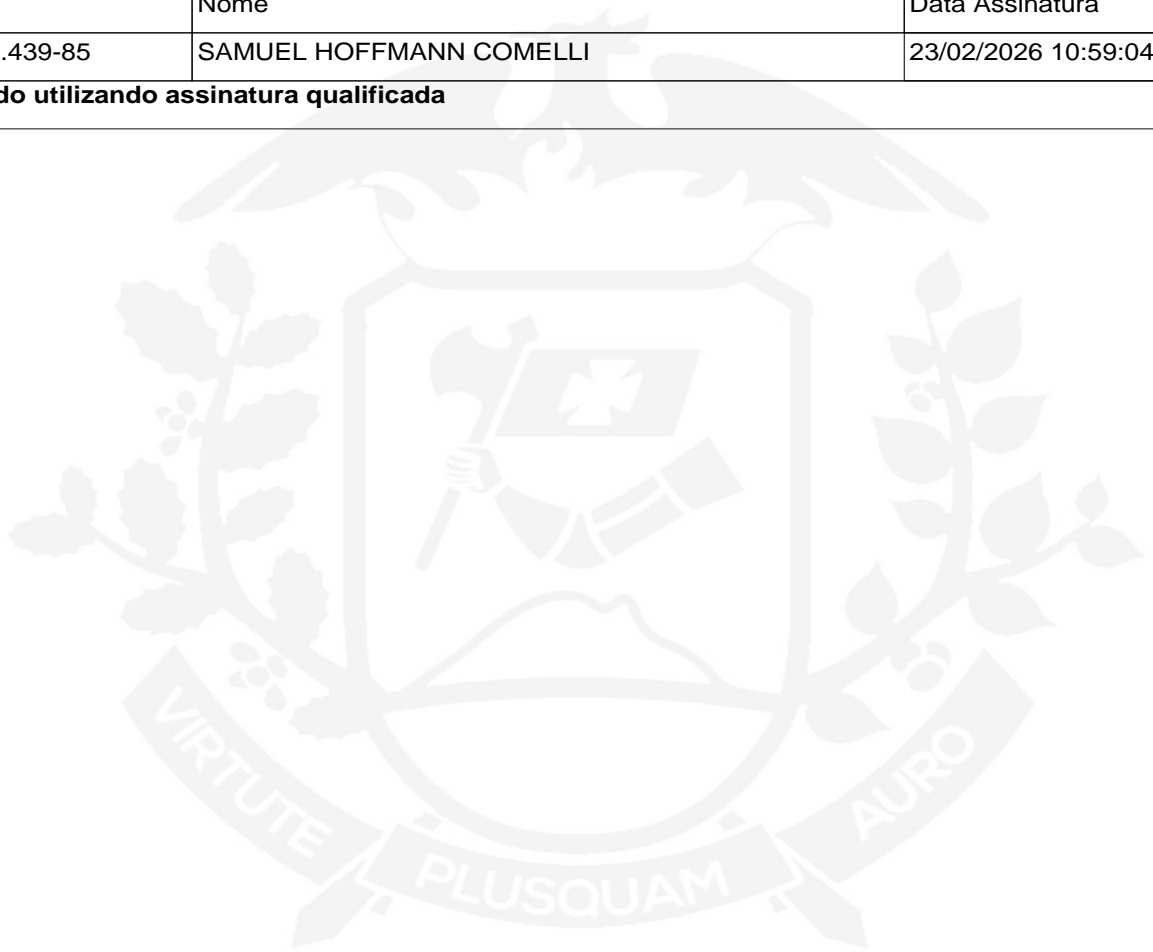 Nome Data Assinatura
.439-85 SAMUEL HOFFMANN COMELLI 23/02/2026 10:59:04
do utilizando assinatura qualificada
VIRTUTE PLUSQUAM AURO